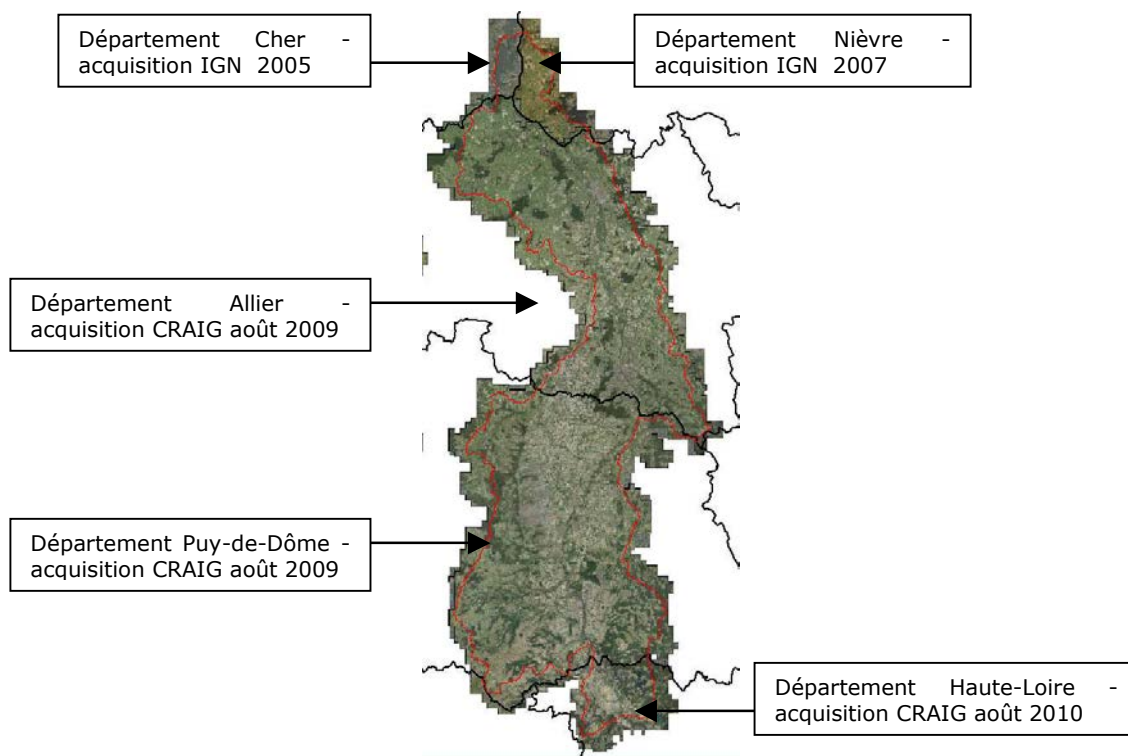 Département Cher -
acquisition IGN 2005
Département Nièvre -
acquisition IGN 2007
Département Allier -
acquisition CRAIG août 2009
Département Puy-de-Dôme -
acquisition CRAIG août 2009
Département Haute-Loire -
acquisition CRAIG août 2010